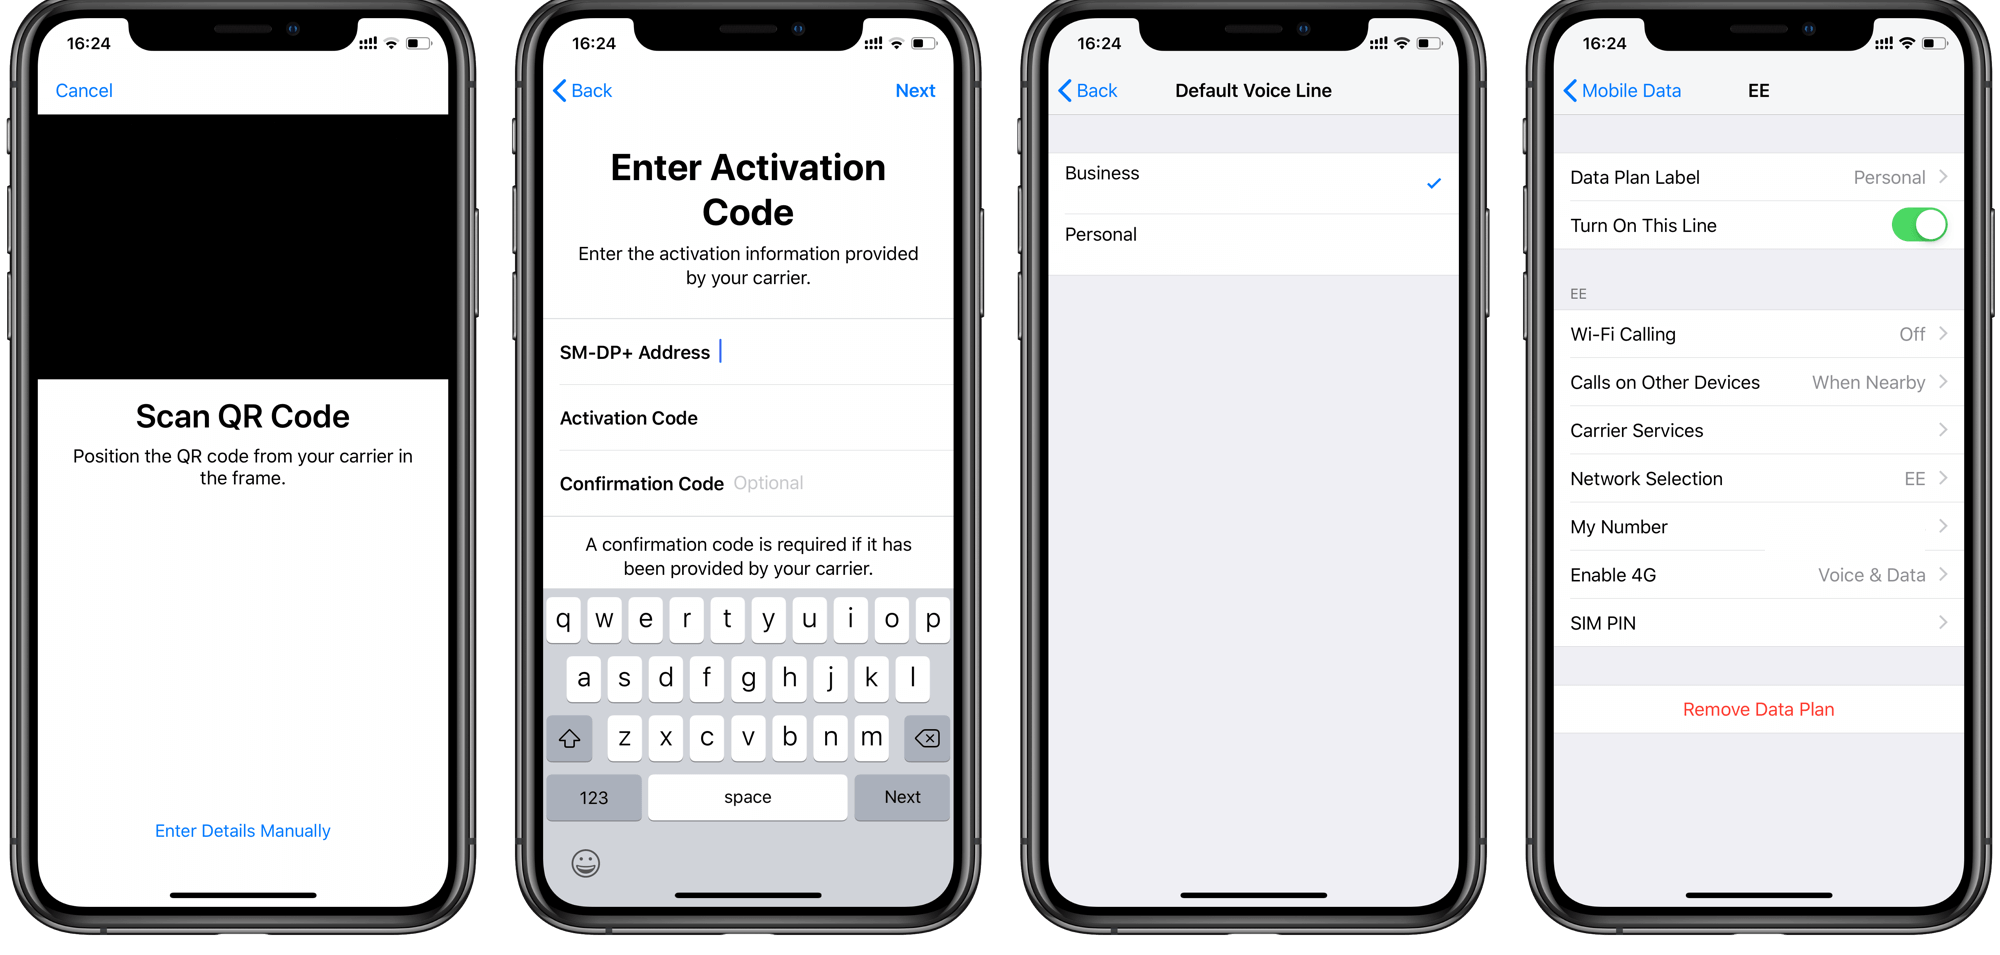 16:24
Cancel
Scan QR Code
Position the QR code from your carrier in
the frame.
Enter Details Manually
16:24
Back
Next
Enter Activation
Code
Enter the activation information provided
by your carrier.
SM-DP+ Address
Activation Code
Confirmation Code Optional
A confirmation code is required if it has
been provided by your carrier.
q w e r t y u i o p
a s d f g h j k l
z x c v b n m
123 space Next
16:24
Back
Default Voice Line
Business
Personal
16:24
Mobile Data
EE
Data Plan Label Personal
Turn On This Line
EE
Wi-Fi Calling Off
Calls on Other Devices When Nearby
Carrier Services
Network Selection EE
My Number
Enable 4G Voice & Data
SIM PIN
Remove Data Plan